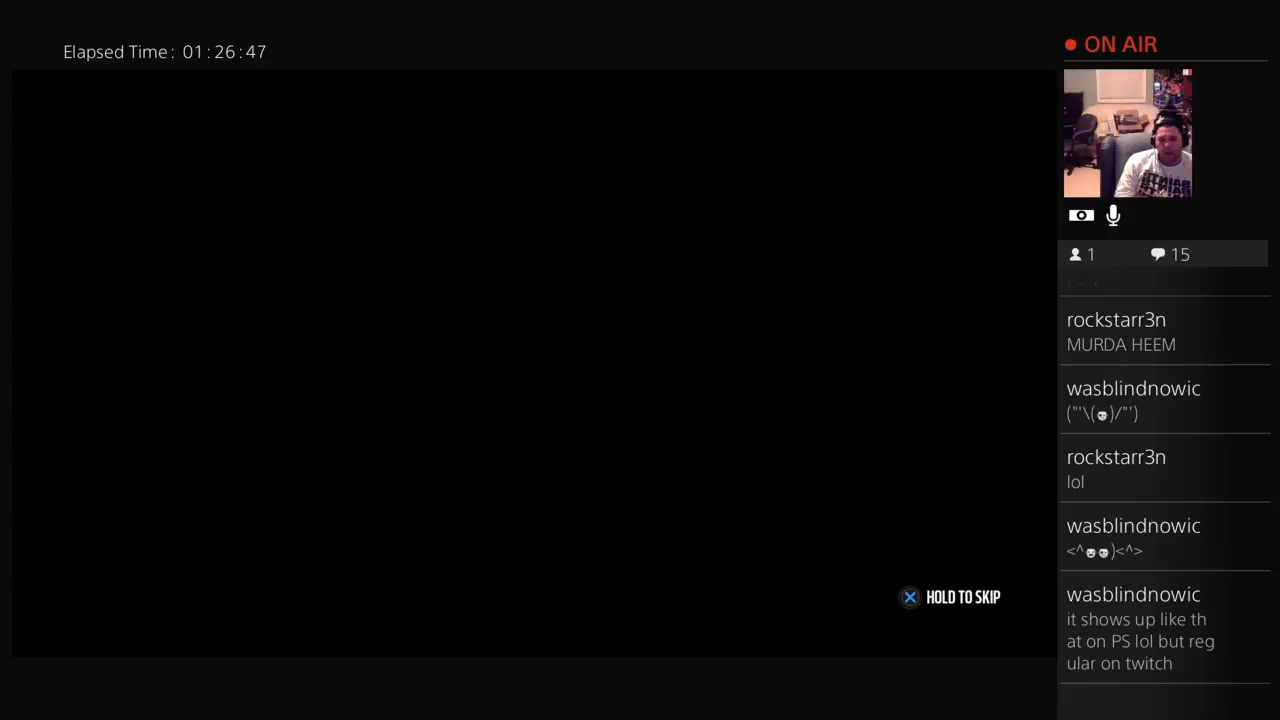 Elapsed Time: 01:26:47
ON AIR
1 15
rockstarr3n
MURDA HEEM
wasblindnowic
("'\()/"')
rockstarr3n
lol
wasblindnowic
<^)<^>
wasblindnowic
it shows up like th
at on PS lol but reg
ular on twitch
HOLD TO SKIP